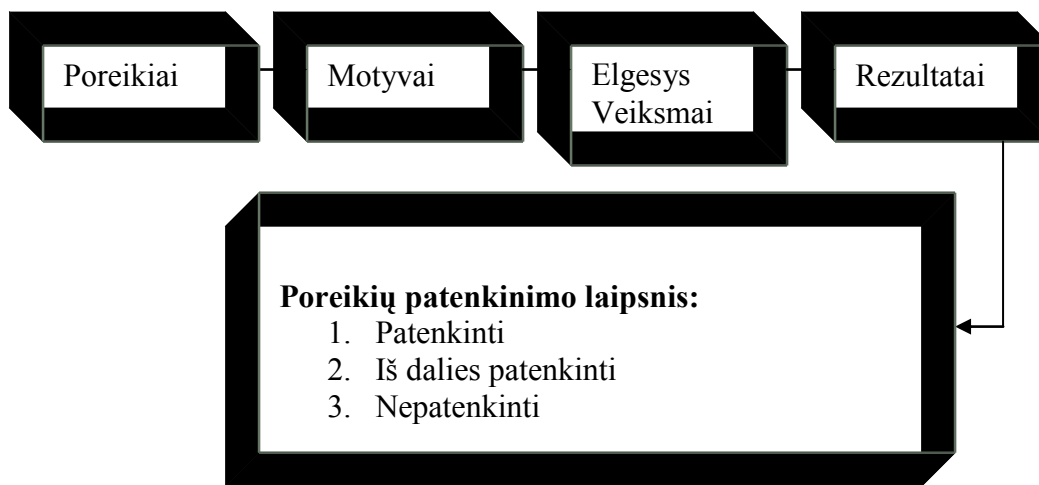 Poreikiai
Motyvai
Elgesys
Veiksmai
Rezultatai
Poreikių patenkinimo laipsnis:
1. Patenkinti
2. Iš dalies patenkinti
3. Nepatenkinti